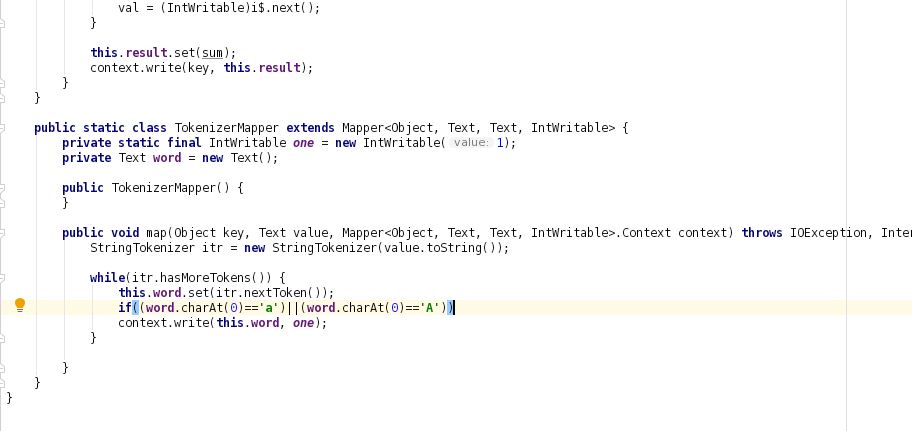 val = (IntWritable)i$.next();
}
this.result.set(sum);
context.write(key, this.result);
}
}
public static class TokenizerMapper extends Mapper<Object, Text, Text, IntWritable> {
private static final IntWritable one = new IntWritable( value: 1);
private Text word = new Text();
public TokenizerMapper() {
}
public void map(Object key, Text value, Mapper<Object, Text, Text, IntWritable>.Context context) throws IOException, Inter
StringTokenizer itr = new StringTokenizer(value.toString());
while(itr.hasMoreTokens()) {
this.word.set(itr.nextToken());
if((word.charAt(0)=='a')||(word.charAt(0)=='A'))
context.write(this.word, one);
}
}
}
}